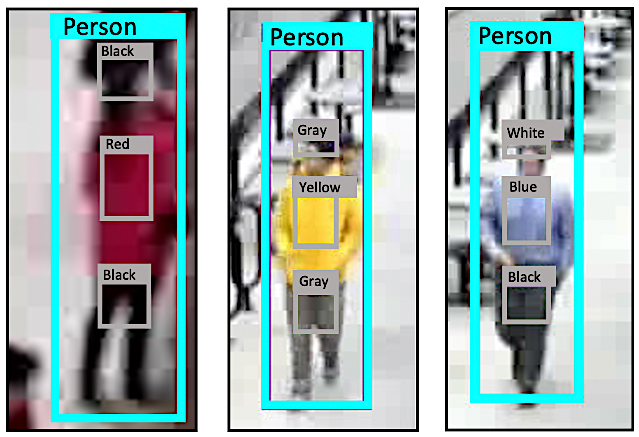 Person
Black
Red
Black
Person
Gray
Yellow
Gray
Person
White
Blue
Black